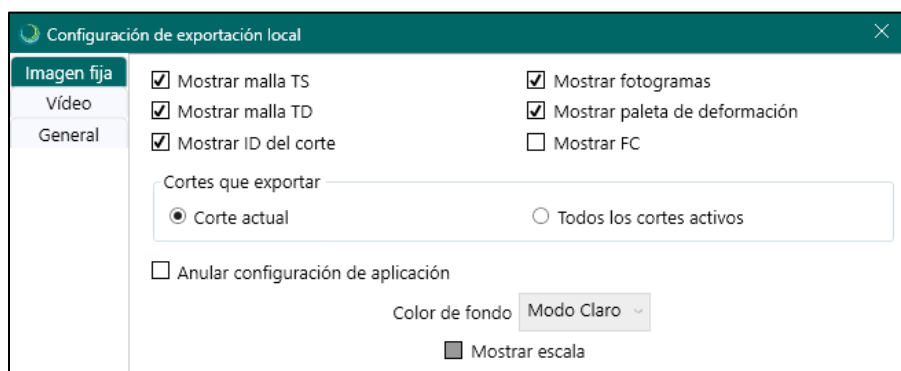 Configuración de exportación local
Imagen fija
Vídeo
General
Mostrar malla TS
Mostrar fotogramas
Mostrar malla TD
Mostrar paleta de deformación
Mostrar ID del corte
Mostrar FC
Cortes que exportar
Corte actual
Todos los cortes activos
Anular configuración de aplicación
Color de fondo Modo Claro
Mostrar escala